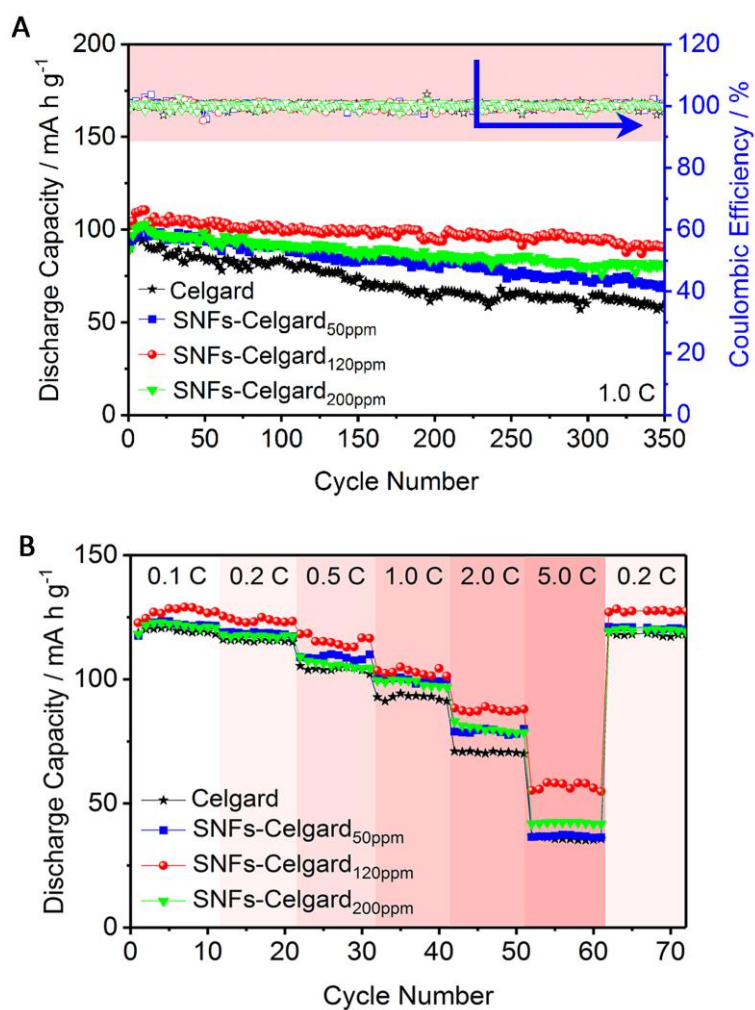 A
200
150
100
50
0
Discharge Capacity / mA h g⁻¹
120
100
80
60
40
20
0
Coulombic Efficiency / %
Celgard
SNFs-Celgard₅₀ppm
SNFs-Celgard₁₂₀ppm
SNFs-Celgard₂₀₀ppm
1.0 C
0 50 100 150 200 250 300 350
Cycle Number
B
150
100
50
0
Discharge Capacity / mA h g⁻¹
0.1 C 0.2 C 0.5 C 1.0 C 2.0 C 5.0 C 0.2 C
Celgard
SNFs-Celgard₅₀ppm
SNFs-Celgard₁₂₀ppm
SNFs-Celgard₂₀₀ppm
0 10 20 30 40 50 60 70
Cycle Number